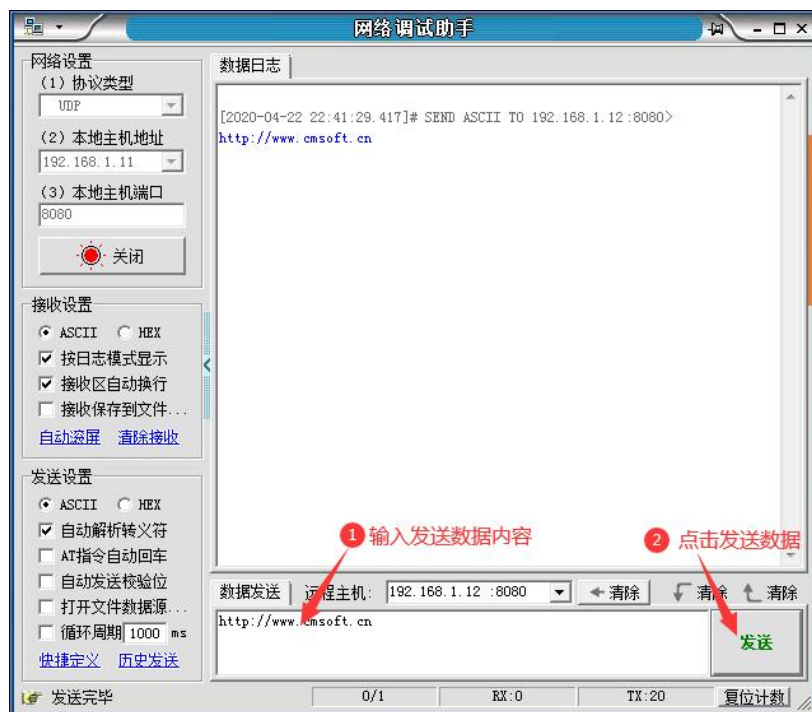 网络调试助手
网络设置
(1) 协议类型
UDP
(2) 本地主机地址
192.168.1.11
(3) 本地主机端口
8080
关闭
接收设置
ASCII HEX
按日志模式显示
接收区自动换行
接收保存到文件...
自动滚屏 清除接收
发送设置
ASCII HEX
自动解析转义符
AT指令自动回车
自动发送校验位
打开文件数据源...
循环周期 1000 ms
快捷定义 历史发送
数据日志
[2020-04-22 22:41:29.417]# SEND ASCII TO 192.168.1.12 :8080>
http://www.cmsoft.cn
1 输入发送数据内容
2 点击发送数据
数据发送 远程主机: 192.168.1.12 :8080 清除 清除 清除
http://www.cmsoft.cn
发送
发送完毕 0/1 RX:0 TX:20 复位计数